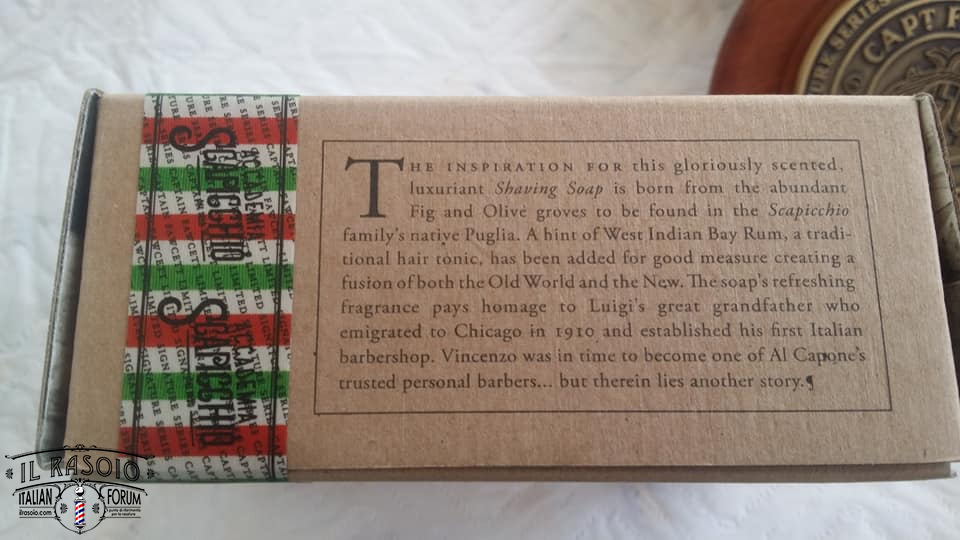 THE INSPIRATION FOR this gloriously scented,
luxuriant Shaving Soap is born from the abundant
Fig and Olive groves to be found in the Scapicchio
family's native Puglia. A hint of West Indian Bay Rum, a tradi-
tional hair tonic, has been added for good measure creating a
fusion of both the Old World and the New. The soap's refreshing
fragrance pays homage to Luigi's great grandfather who
emigrated to Chicago in 1910 and established his first Italian
barbershop. Vincenzo was in time to become one of Al Capone's
trusted personal barbers... but therein lies another story.¶
ACCADEMIA
SCAPICCHIO
ACCADEMIA
SCAPICCHIO
URE SERIES
CAPT F
IL RASOIO
ITALIAN FORUM
ilrasoio.com